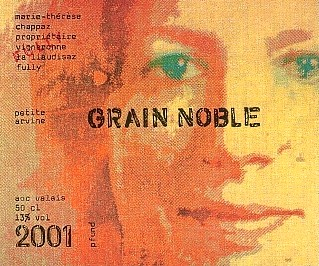 marie-thérèse
chappaz
propriétaire
vigneronne
la liaudisaz
fully
petite
arvine
GRAIN NOBLE
aoc valais
50 cl
13% vol
2001
pfund